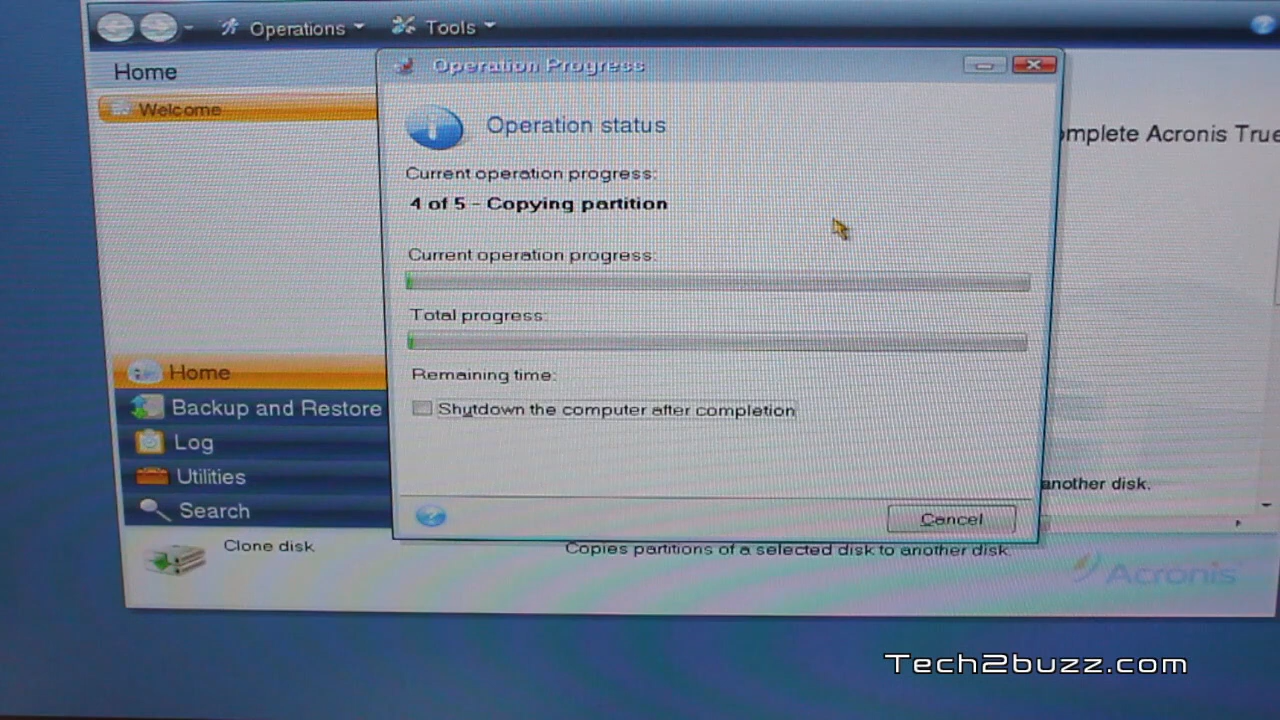 Operations
Tools
Home
Operation Progress
Welcome
Operation status
omplete Acronis True
Current operation progress:
4 of 5 - Copying partition
Current operation progress:
Total progress:
Remaining time:
Home
Shutdown the computer after completion
Backup and Restore
Log
Utilities
another disk.
Search
Cancel
Clone disk
Copies partitions of a selected disk to another disk.
Acronis
Tech2buzz.com